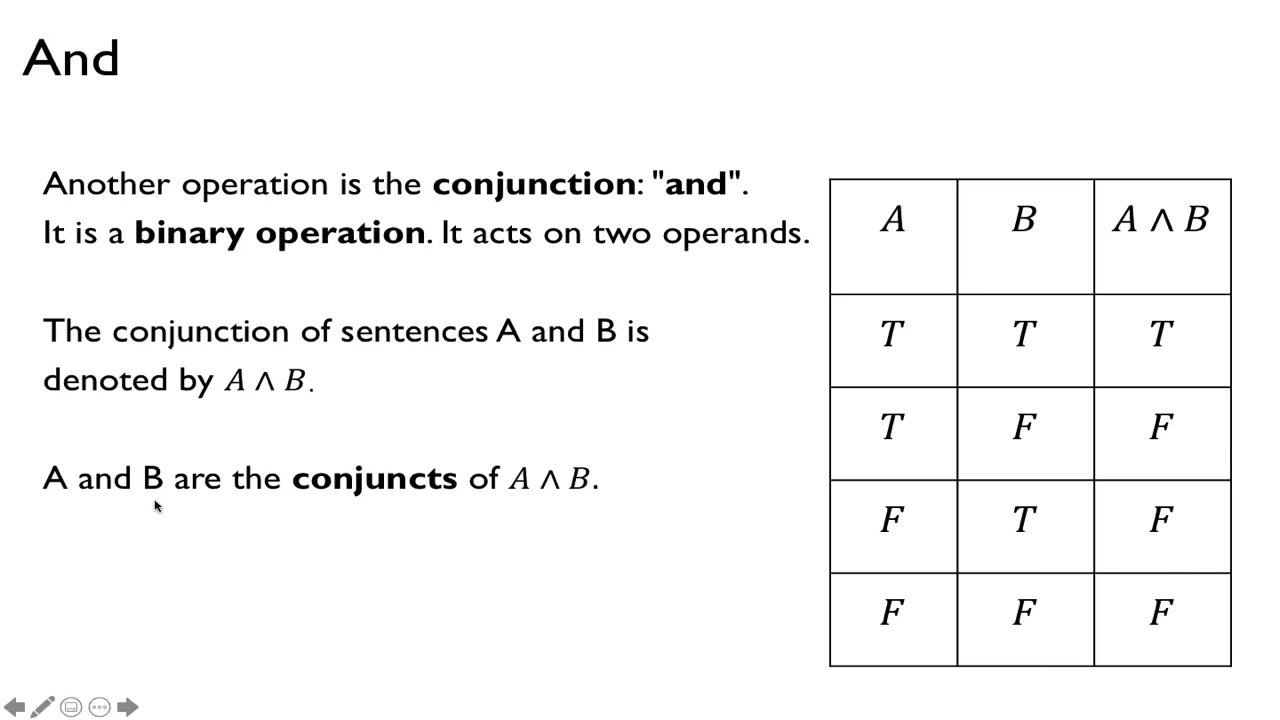 And
Another operation is the conjunction: "and".
It is a binary operation. It acts on two operands.
The conjunction of sentences A and B is
denoted by A ∧ B.
A and B are the conjuncts of A ∧ B.
A B A ∧ B
T T T
T F F
F T F
F F F